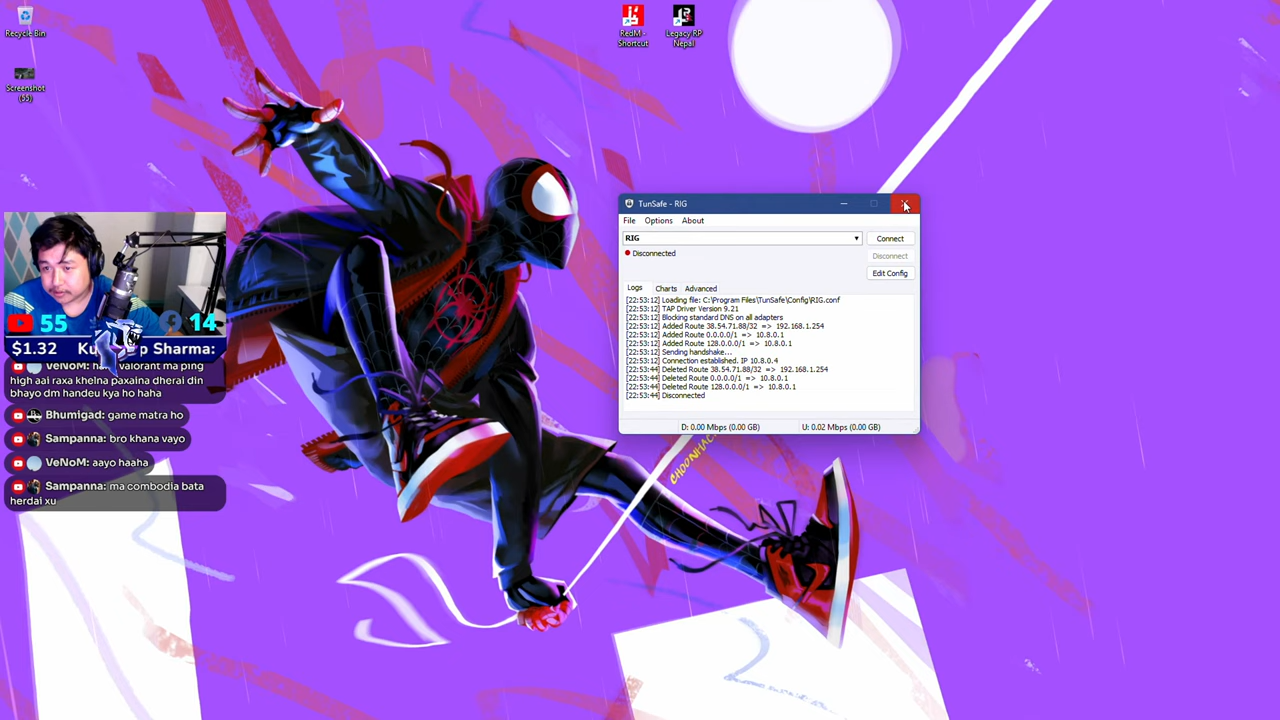 Recycle Bin
Screenshot
(55)
RedM -
Shortcut
Legacy RP
Nepal
TunSafe - RIG
File Options About
RIG
Connect
Disconnected
Disconnect
Edit Config
Logs Charts Advanced
[22:53:12] Loading file: C:\Program Files\TunSafe\Config\RIG.conf
[22:53:12] TAP Driver Version 9.21
[22:53:12] Blocking standard DNS on all adapters
[22:53:12] Added Route 38.54.71.88/32 => 192.168.1.254
[22:53:12] Added Route 0.0.0.0/1 => 10.8.0.1
[22:53:12] Added Route 128.0.0.0/1 => 10.8.0.1
[22:53:12] Sending handshake...
[22:53:12] Connection established. IP 10.8.0.4
[22:53:44] Deleted Route 38.54.71.88/32 => 192.168.1.254
[22:53:44] Deleted Route 0.0.0.0/1 => 10.8.0.1
[22:53:44] Deleted Route 128.0.0.0/1 => 10.8.0.1
[22:53:44] Disconnected
D: 0.00 Mbps (0.00 GB) U: 0.02 Mbps (0.00 GB)
55 14
$1.32 Sharma:
VeNoM: valorant ma ping
high aai raxa khelna paxaina dherai din
bhayo dm handeu kya ho haha
Bhumigad: game matra ho
Sampanna: bro khana vayo
VeNoM: aayo haaha
Sampanna: ma combodia bata
herdai xu